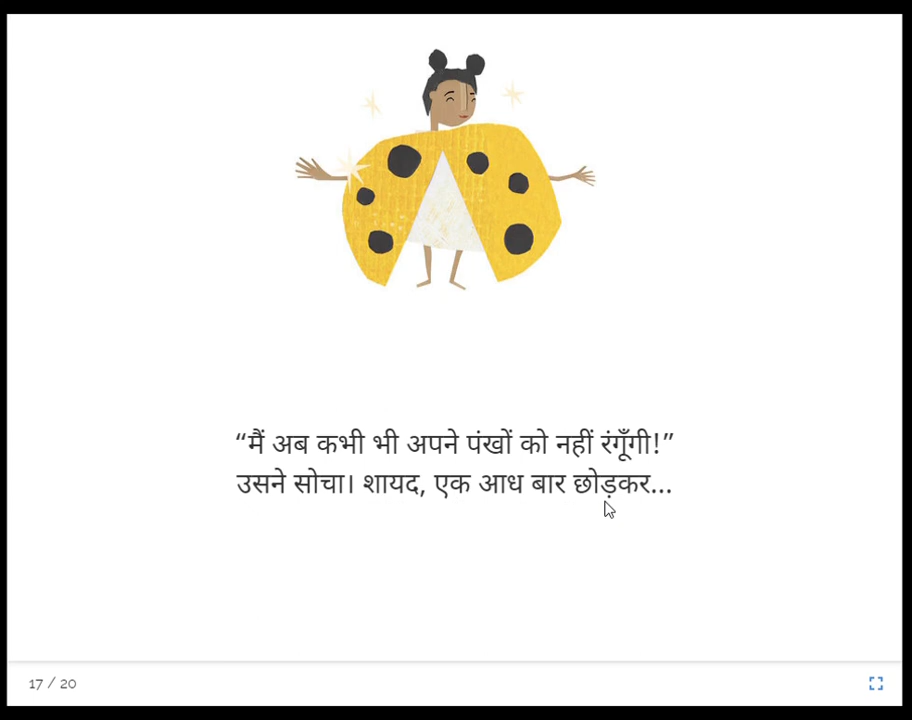 “मैं अब कभी भी अपने पंखों को नहीं रंगूँगी!”
उसने सोचा। शायद, एक आध बार छोड़कर...
17 / 20